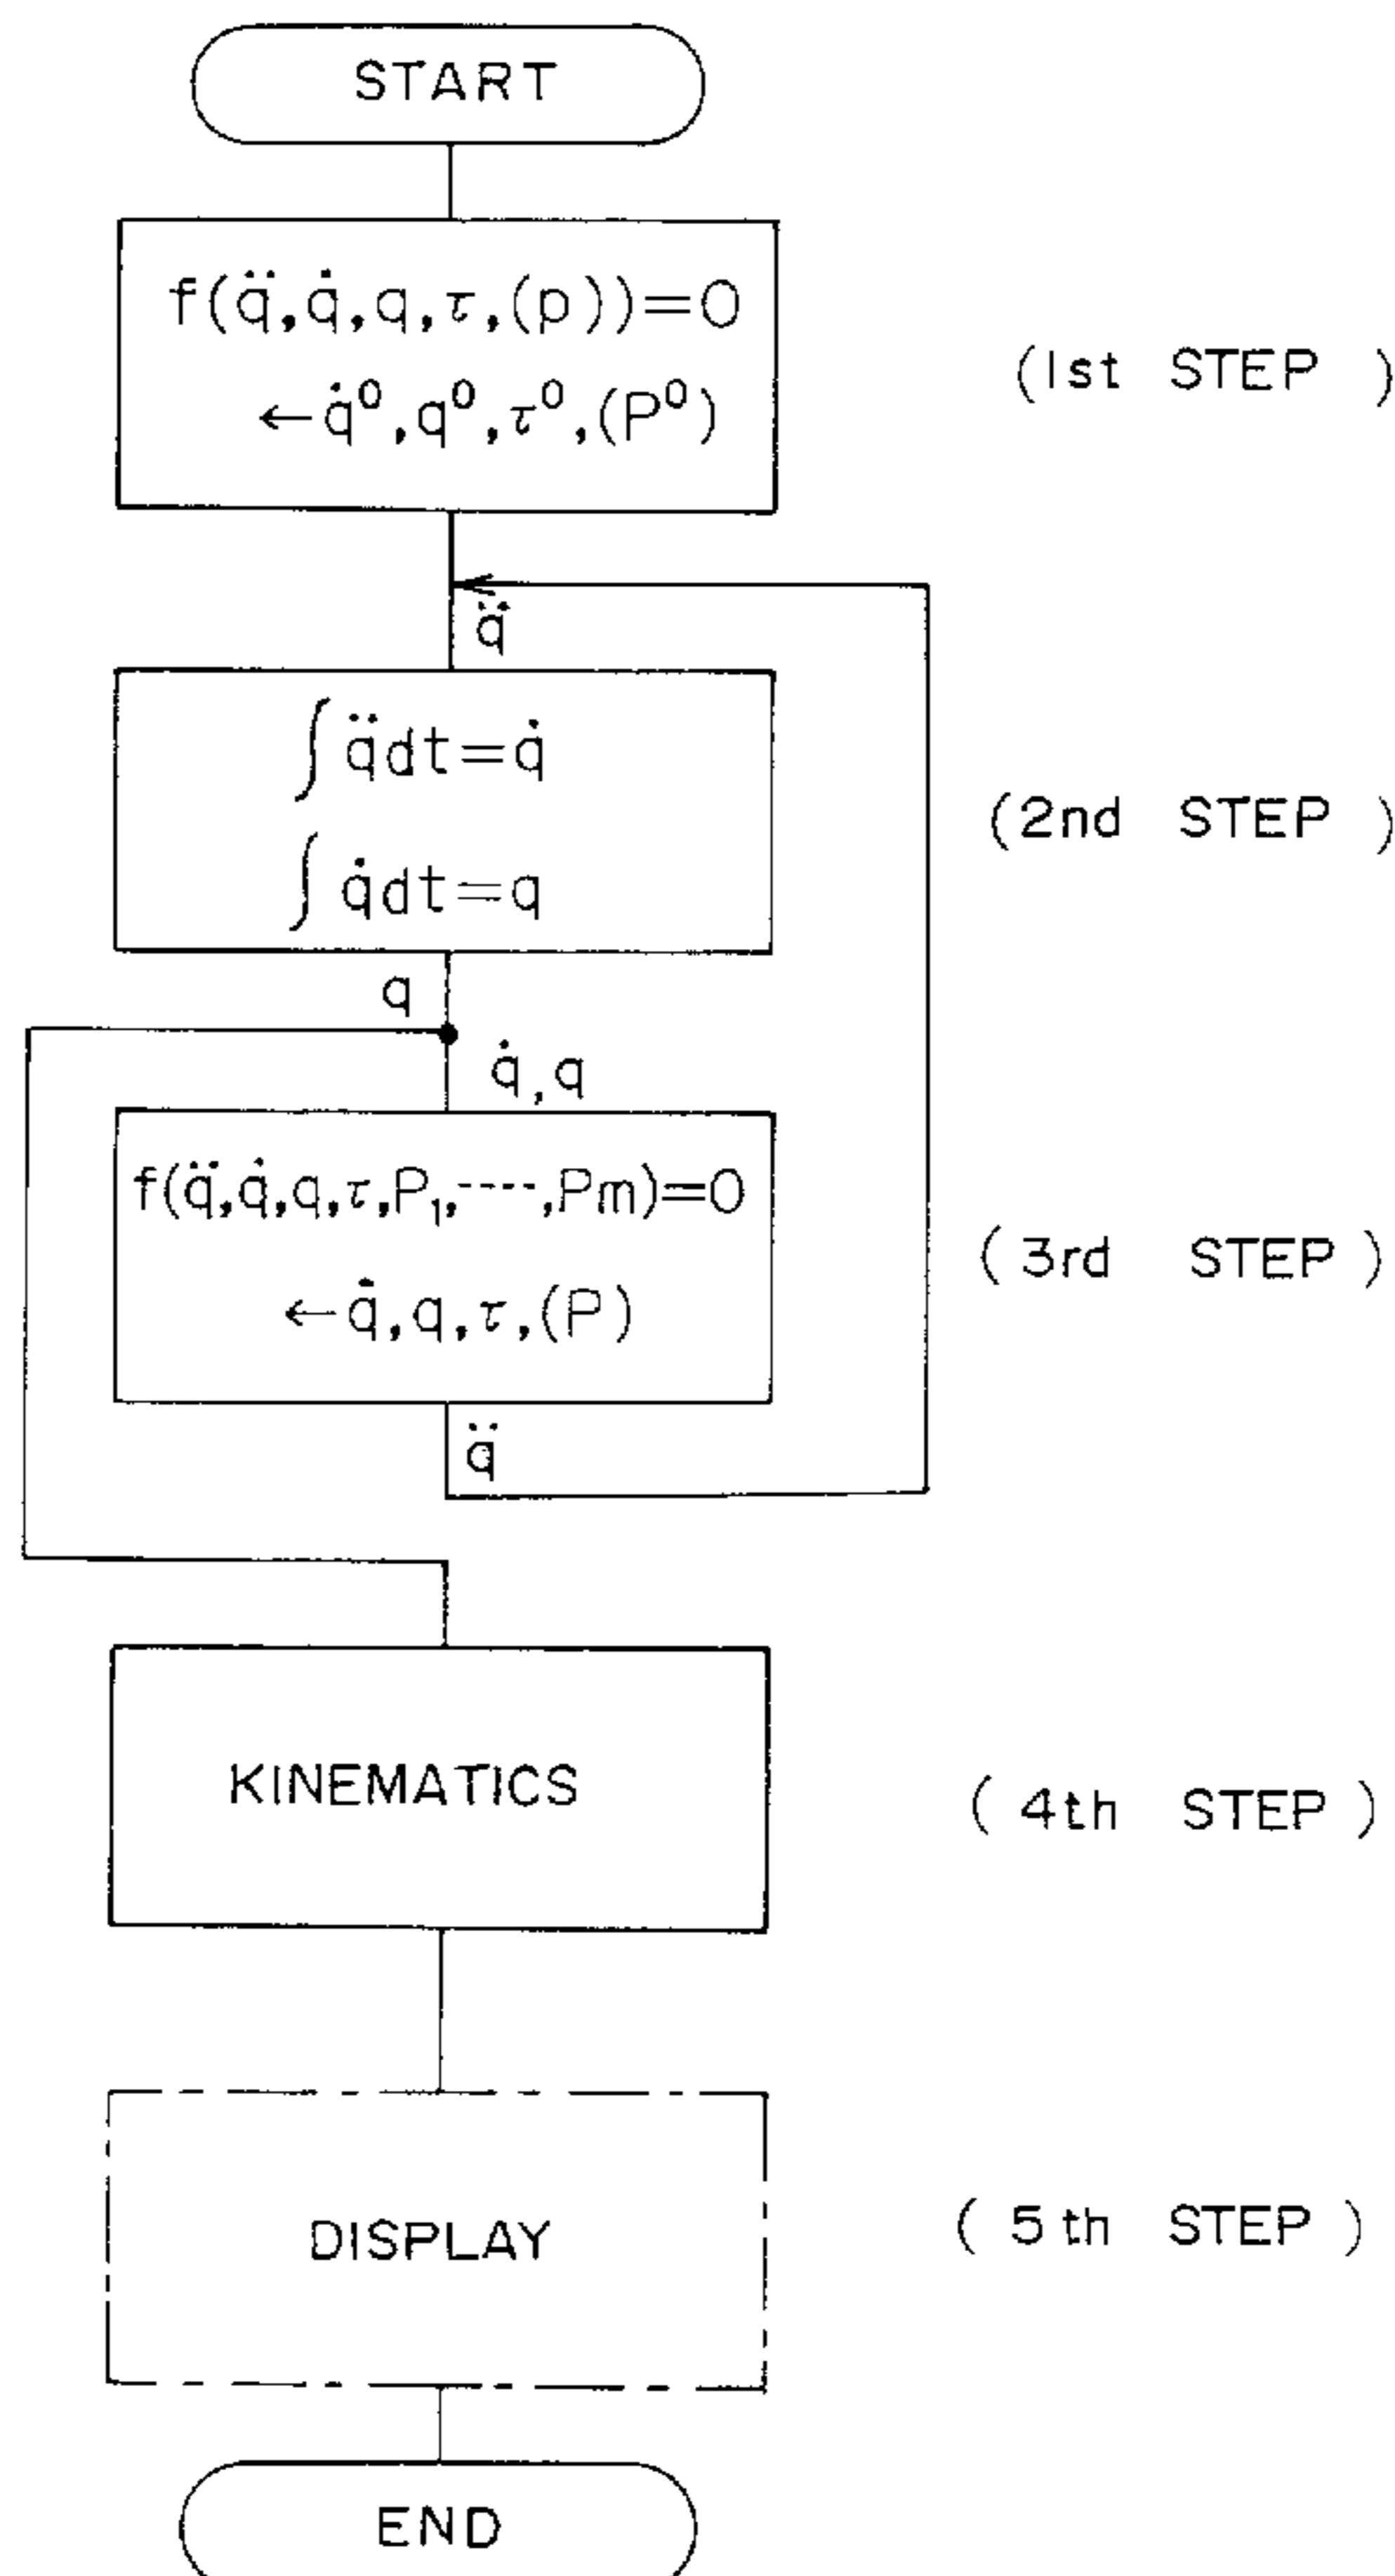 START
f(q̈, q̇, q, τ, (p))=0
(1st STEP )
←q̇⁰, q⁰, τ⁰, (P⁰)
q̈
∫ q̈dt=q̇
(2nd STEP )
∫ q̇dt=q
q
q̇, q
f(q̈, q̇, q, τ, P₁, ----, Pm)=0
( 3rd STEP )
←q̇, q, τ, (P)
q̈
KINEMATICS
( 4th STEP )
DISPLAY
( 5th STEP )
END